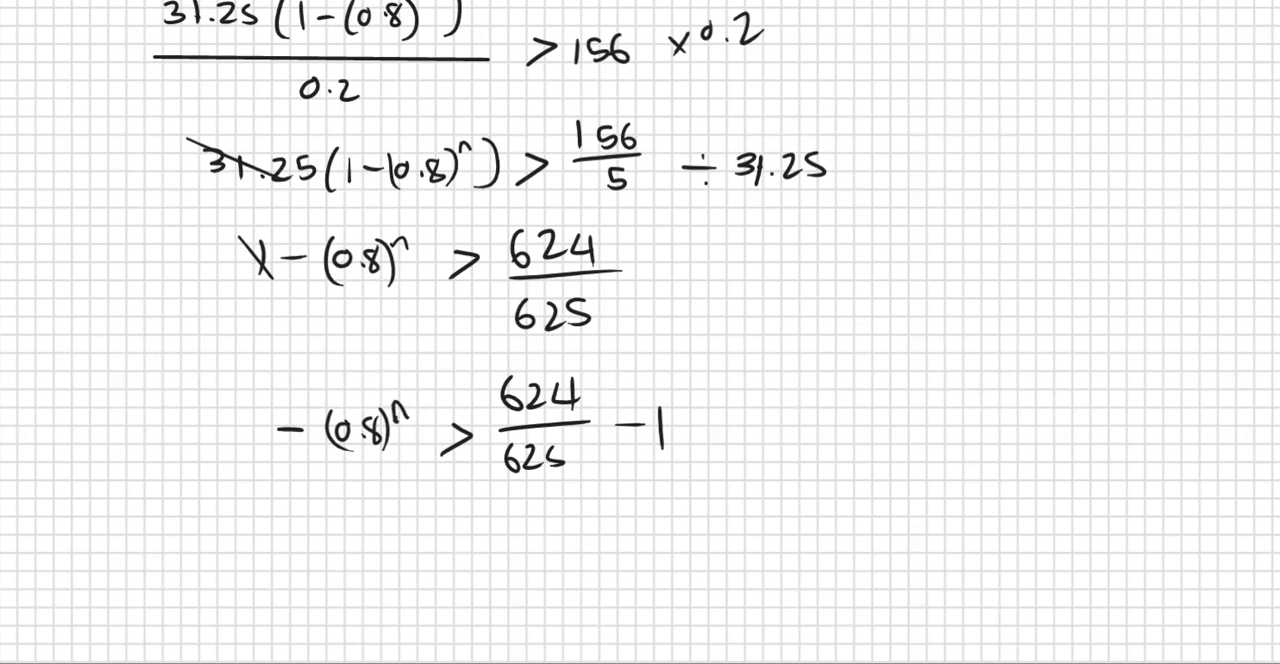 31.25 (1-(0.8) ) / 0.2 > 156 × 0.2
31.25 (1-(0.8)^n) > 156/5 ÷ 31.25
1 - (0.8)^n > 624/625
- (0.8)^n > 624/625 - 1